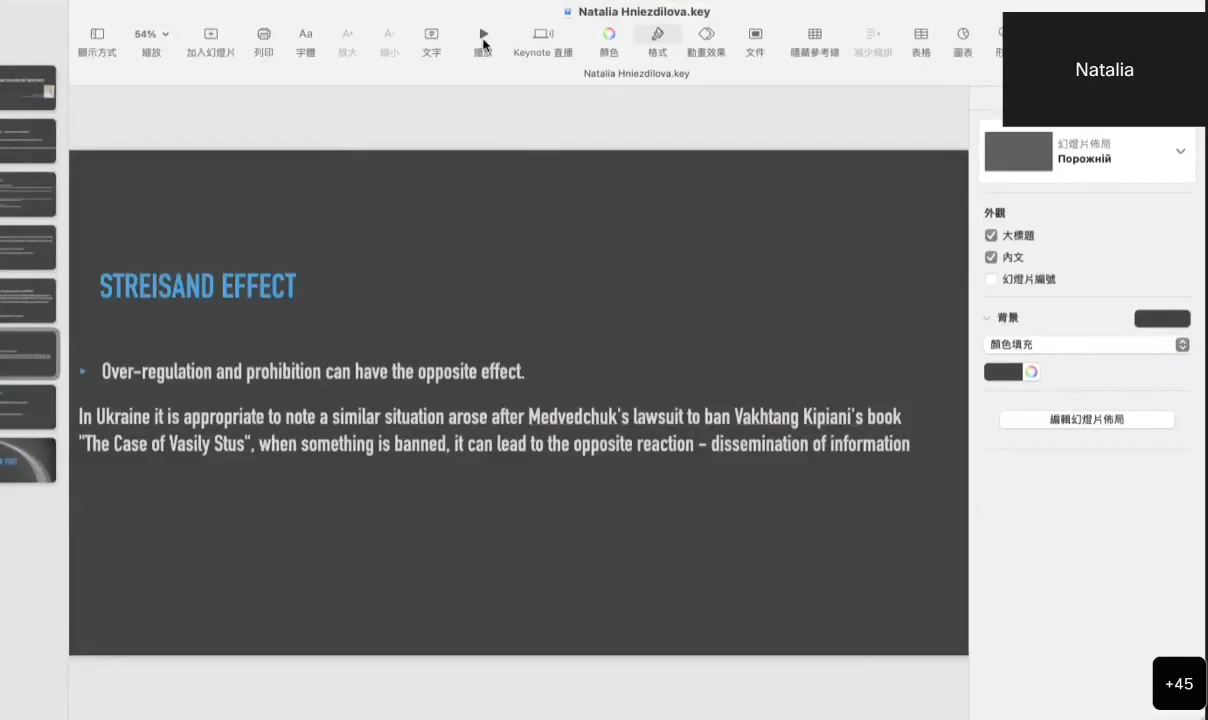 Natalia Hniezdilova.key
54%
顯示方式
縮放
加入幻燈片
列印
字體
放大
縮小
文字
播放
Keynote 直播
顏色
格式
動畫效果
文件
隱藏參考線
減少縮排
表格
圖表
Natalia Hniezdilova.key
Natalia
幻燈片佈局
Порожній
外觀
大標題
內文
幻燈片編號
背景
顏色填充
編輯幻燈片佈局
STREISAND EFFECT
Over-regulation and prohibition can have the opposite effect.
In Ukraine it is appropriate to note a similar situation arose after Medvedchuk's lawsuit to ban Vakhtang Kipiani's book
"The Case of Vasily Stus", when something is banned, it can lead to the opposite reaction - dissemination of information
+45